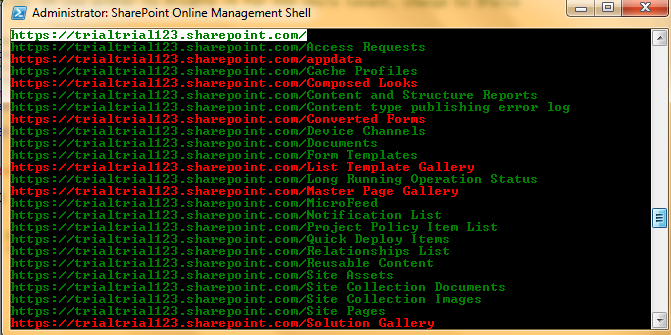 Administrator: SharePoint Online Management Shell
https://trialtrial123.sharepoint.com/
https://trialtrial123.sharepoint.com/Access Requests
https://trialtrial123.sharepoint.com/appdata
https://trialtrial123.sharepoint.com/Cache Profiles
https://trialtrial123.sharepoint.com/Composed Looks
https://trialtrial123.sharepoint.com/Content and Structure Reports
https://trialtrial123.sharepoint.com/Content type publishing error log
https://trialtrial123.sharepoint.com/Converted Forms
https://trialtrial123.sharepoint.com/Device Channels
https://trialtrial123.sharepoint.com/Documents
https://trialtrial123.sharepoint.com/Form Templates
https://trialtrial123.sharepoint.com/List Template Gallery
https://trialtrial123.sharepoint.com/Long Running Operation Status
https://trialtrial123.sharepoint.com/Master Page Gallery
https://trialtrial123.sharepoint.com/MicroFeed
https://trialtrial123.sharepoint.com/Notification List
https://trialtrial123.sharepoint.com/Project Policy Item List
https://trialtrial123.sharepoint.com/Quick Deploy Items
https://trialtrial123.sharepoint.com/Relationships List
https://trialtrial123.sharepoint.com/Reusable Content
https://trialtrial123.sharepoint.com/Site Assets
https://trialtrial123.sharepoint.com/Site Collection Documents
https://trialtrial123.sharepoint.com/Site Collection Images
https://trialtrial123.sharepoint.com/Site Pages
https://trialtrial123.sharepoint.com/Solution Gallery